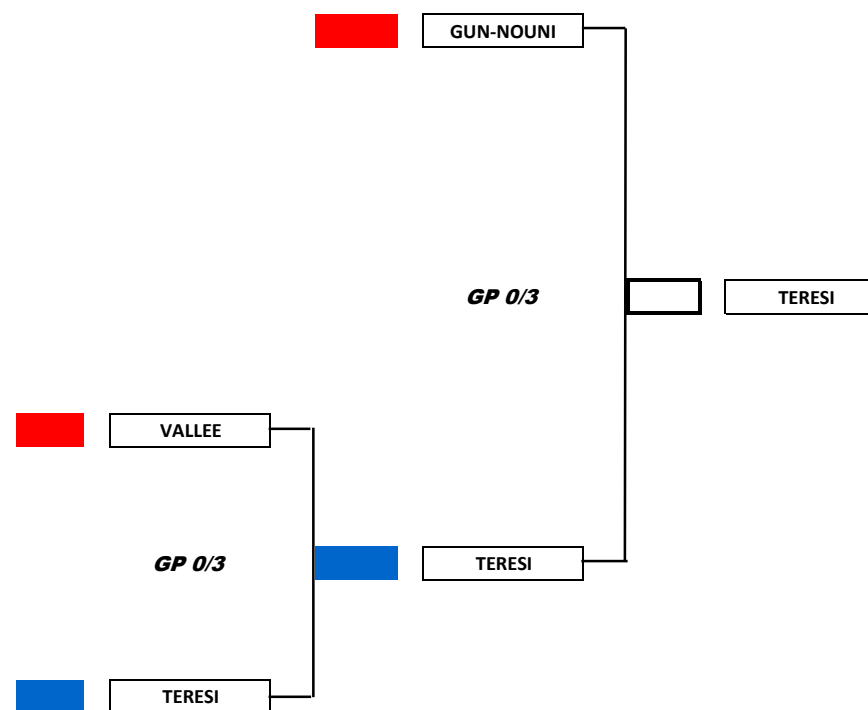 GUN-NOUNI
GP 0/3
TERESI
VALLEE
GP 0/3
TERESI
TERESI